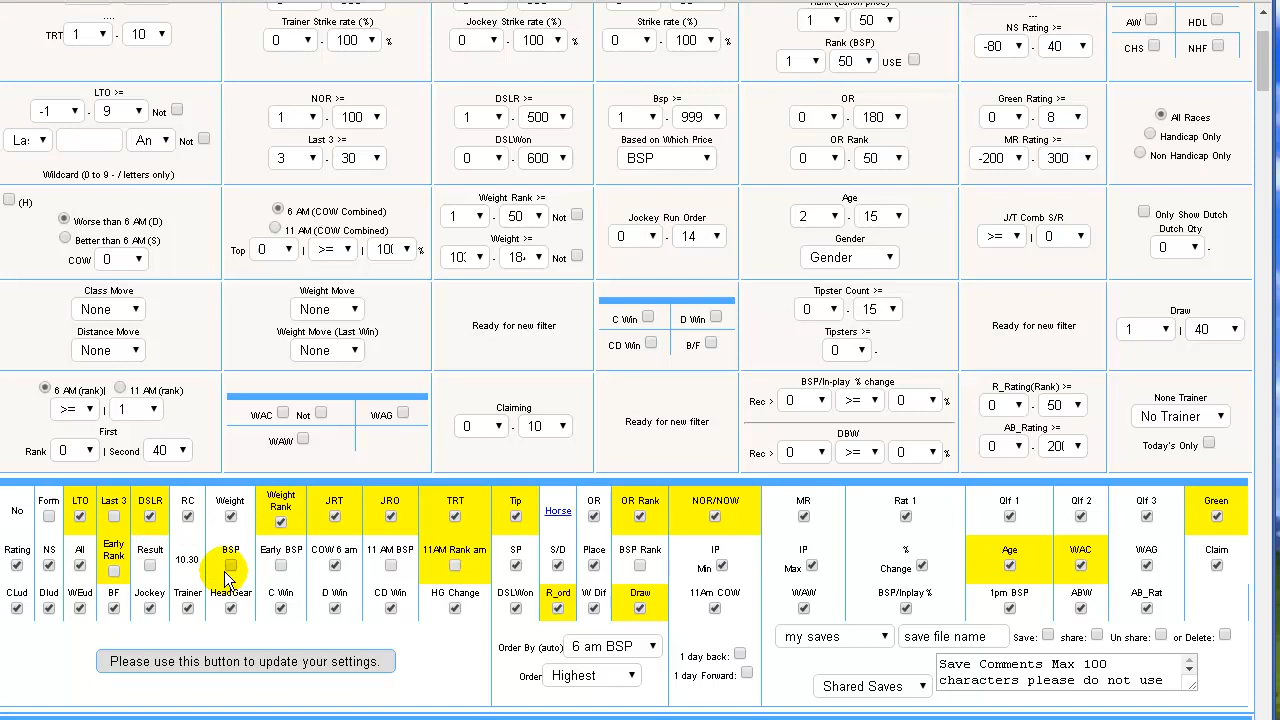 ....
Trainer Strike rate (%)
Jockey Strike rate (%)
Strike rate (%)
TRT 1 - 10
0 - 100 %
0 - 100 %
0 - 100 %
1 50
Rank (BSP)
1 50 USE
...
NS Rating >=
-80 - 40
AW HDL
CHS NHF
LTO >=
-1 - 9 Not
La: An Not
Wildcard (0 to 9 - / letters only)
NOR >=
1 - 100
Last 3 >=
3 - 30
DSLR >=
1 - 500
DSLWon
0 - 600
Bsp >=
1 - 999
Based on Which Price
BSP
OR
0 - 180
OR Rank
0 - 50
Green Rating >=
0 - 8
MR Rating >=
-200 - 300
All Races
Handicap Only
Non Handicap Only
(H)
Worse than 6 AM (D)
Better than 6 AM (S)
COW 0
6 AM (COW Combined)
11 AM (COW Combined)
Top 0 | >= | 10( %
Weight Rank >=
1 - 50 Not
Weight >=
10: - 18 Not
Jockey Run Order
0 - 14
Age
2 - 15
Gender
Gender
J/T Comb S/R
>= | 0
Only Show Dutch
Dutch Qty
0 -
Class Move
None
Distance Move
None
Weight Move
None
Weight Move (Last Win)
None
Ready for new filter
C Win D Win
CD Win B/F
Tipster Count >=
0 - 15
Tipsters >=
0 -
Ready for new filter
Draw
1 | 40
6 AM (rank)| 11 AM (rank)
>= | 1
First
Rank 0 | Second 40
WAC Not WAG
WAW
Claiming
0 - 10
Ready for new filter
BSP/In-play % change
Rec > 0 >= 0 %
DBW
Rec > 0 >= 0 %
R_Rating(Rank) >=
0 - 50
AB_Rating >=
0 - 20(
None Trainer
No Trainer
Today's Only
No Form LTO Last 3 DSLR RC Weight Weight Rank JRT JRO TRT Tip Horse OR OR Rank NOR/NOW MR Rat 1 Qlf 1 Qlf 2 Qlf 3 Green
Rating NS All Early Rank Result 10.30 BSP Early BSP COW 6 am 11 AM BSP 11AM Rank am SP S/D Place BSP Rank IP Min IP Max % Change Age WAC WAG Claim
CLud Dlud WEud BF Jockey Trainer HeadGear C Win D Win CD Win HG Change DSLWon R_ord W Dif Draw 11Am COW WAW BSP/Inplay % 1pm BSP ABW AB_Rat
Please use this button to update your settings.
Order By (auto) 6 am BSP
Order Highest
1 day back:
1 day Forward:
my saves save file name Save: share: Un share: or Delete:
Shared Saves
Save Comments Max 100
characters please do not use